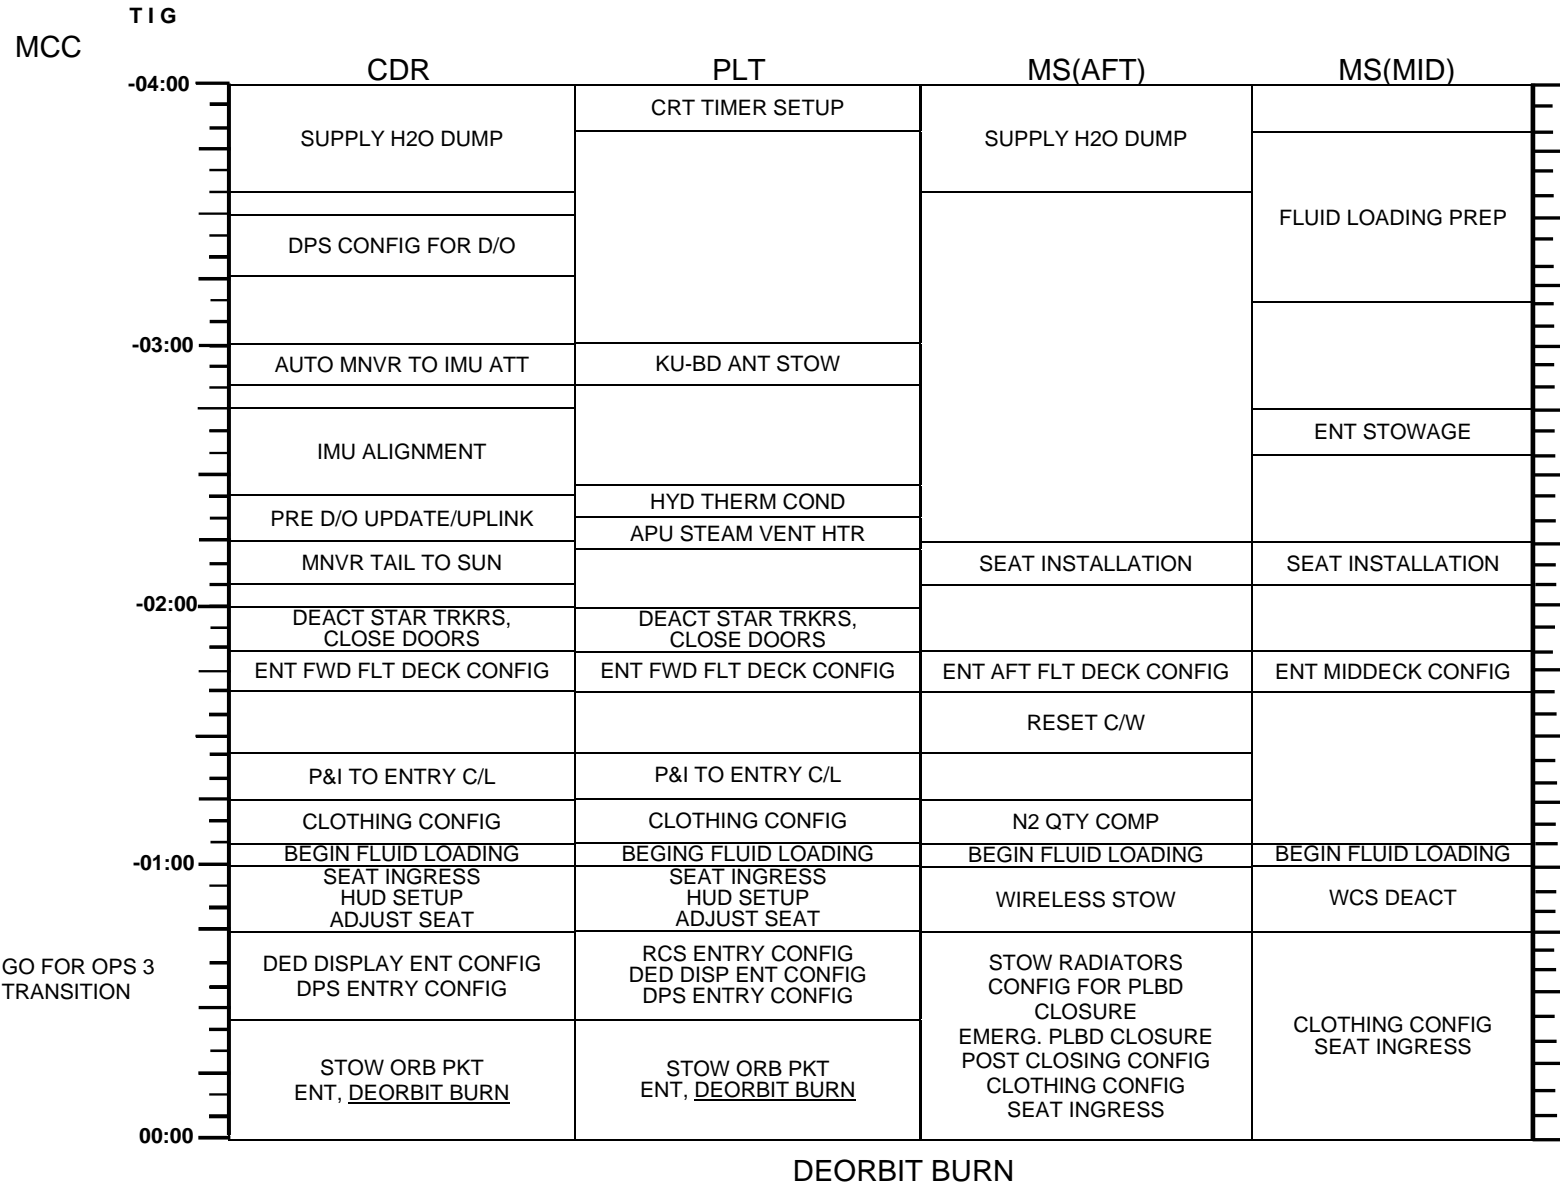 T I G
MCC
CDR PLT MS(AFT) MS(MID)
-04:00
CRT TIMER SETUP
SUPPLY H2O DUMP SUPPLY H2O DUMP
FLUID LOADING PREP
DPS CONFIG FOR D/O
-03:00
AUTO MNVR TO IMU ATT KU-BD ANT STOW
ENT STOWAGE
IMU ALIGNMENT
HYD THERM COND
PRE D/O UPDATE/UPLINK
APU STEAM VENT HTR
MNVR TAIL TO SUN SEAT INSTALLATION SEAT INSTALLATION
-02:00
DEACT STAR TRKRS, DEACT STAR TRKRS,
CLOSE DOORS CLOSE DOORS
ENT FWD FLT DECK CONFIG ENT FWD FLT DECK CONFIG ENT AFT FLT DECK CONFIG ENT MIDDECK CONFIG
RESET C/W
P&I TO ENTRY C/L P&I TO ENTRY C/L
CLOTHING CONFIG CLOTHING CONFIG N2 QTY COMP
BEGIN FLUID LOADING BEGING FLUID LOADING BEGIN FLUID LOADING BEGIN FLUID LOADING
-01:00
SEAT INGRESS SEAT INGRESS
HUD SETUP HUD SETUP WIRELESS STOW WCS DEACT
ADJUST SEAT ADJUST SEAT
GO FOR OPS 3
TRANSITION
DED DISPLAY ENT CONFIG
DPS ENTRY CONFIG
RCS ENTRY CONFIG
DED DISP ENT CONFIG
DPS ENTRY CONFIG
STOW RADIATORS
CONFIG FOR PLBD
CLOSURE
EMERG. PLBD CLOSURE
POST CLOSING CONFIG
CLOTHING CONFIG
SEAT INGRESS
CLOTHING CONFIG
SEAT INGRESS
STOW ORB PKT
ENT, DEORBIT BURN
STOW ORB PKT
ENT, DEORBIT BURN
00:00
DEORBIT BURN